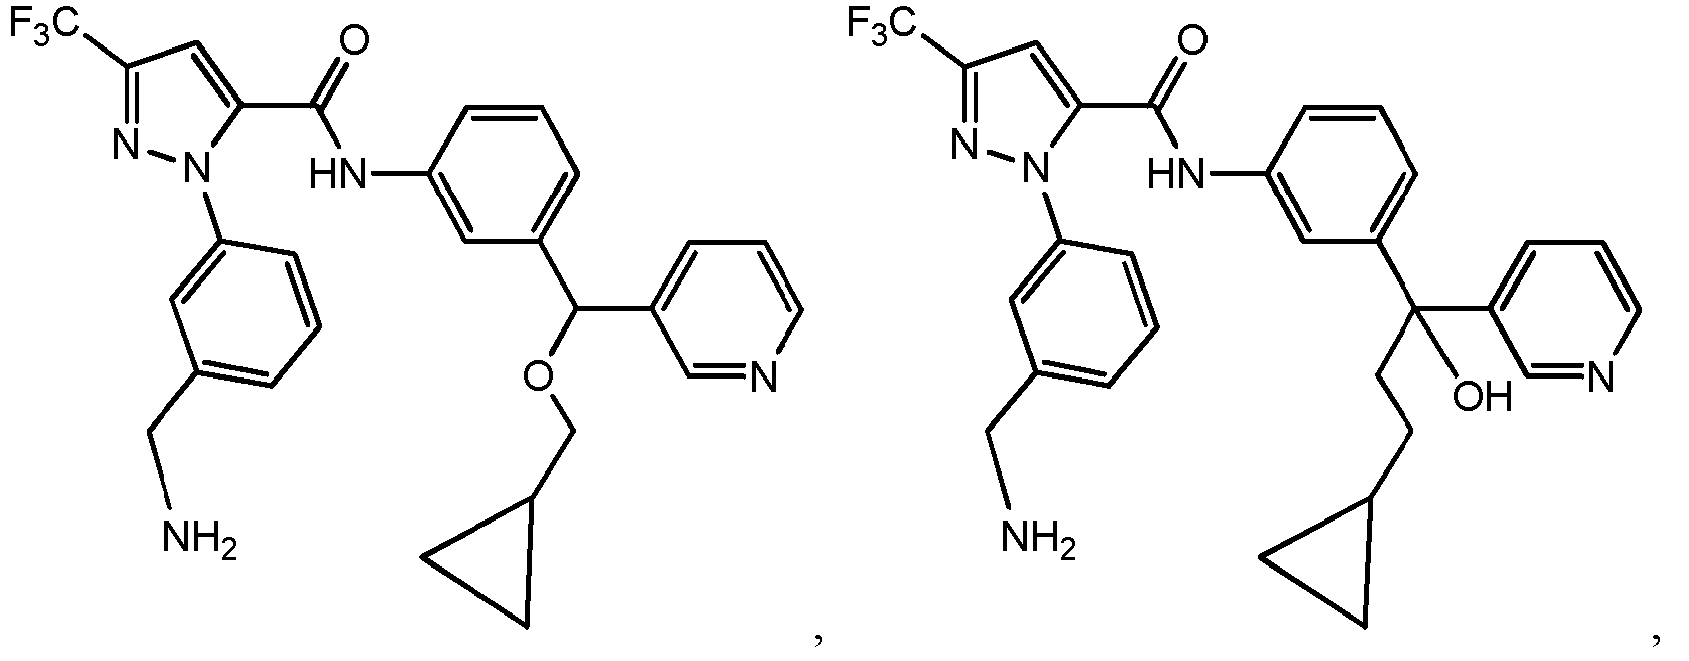 F3C O F3C O
N N HN N N HN
O N OH N
NH2 NH2
, ,